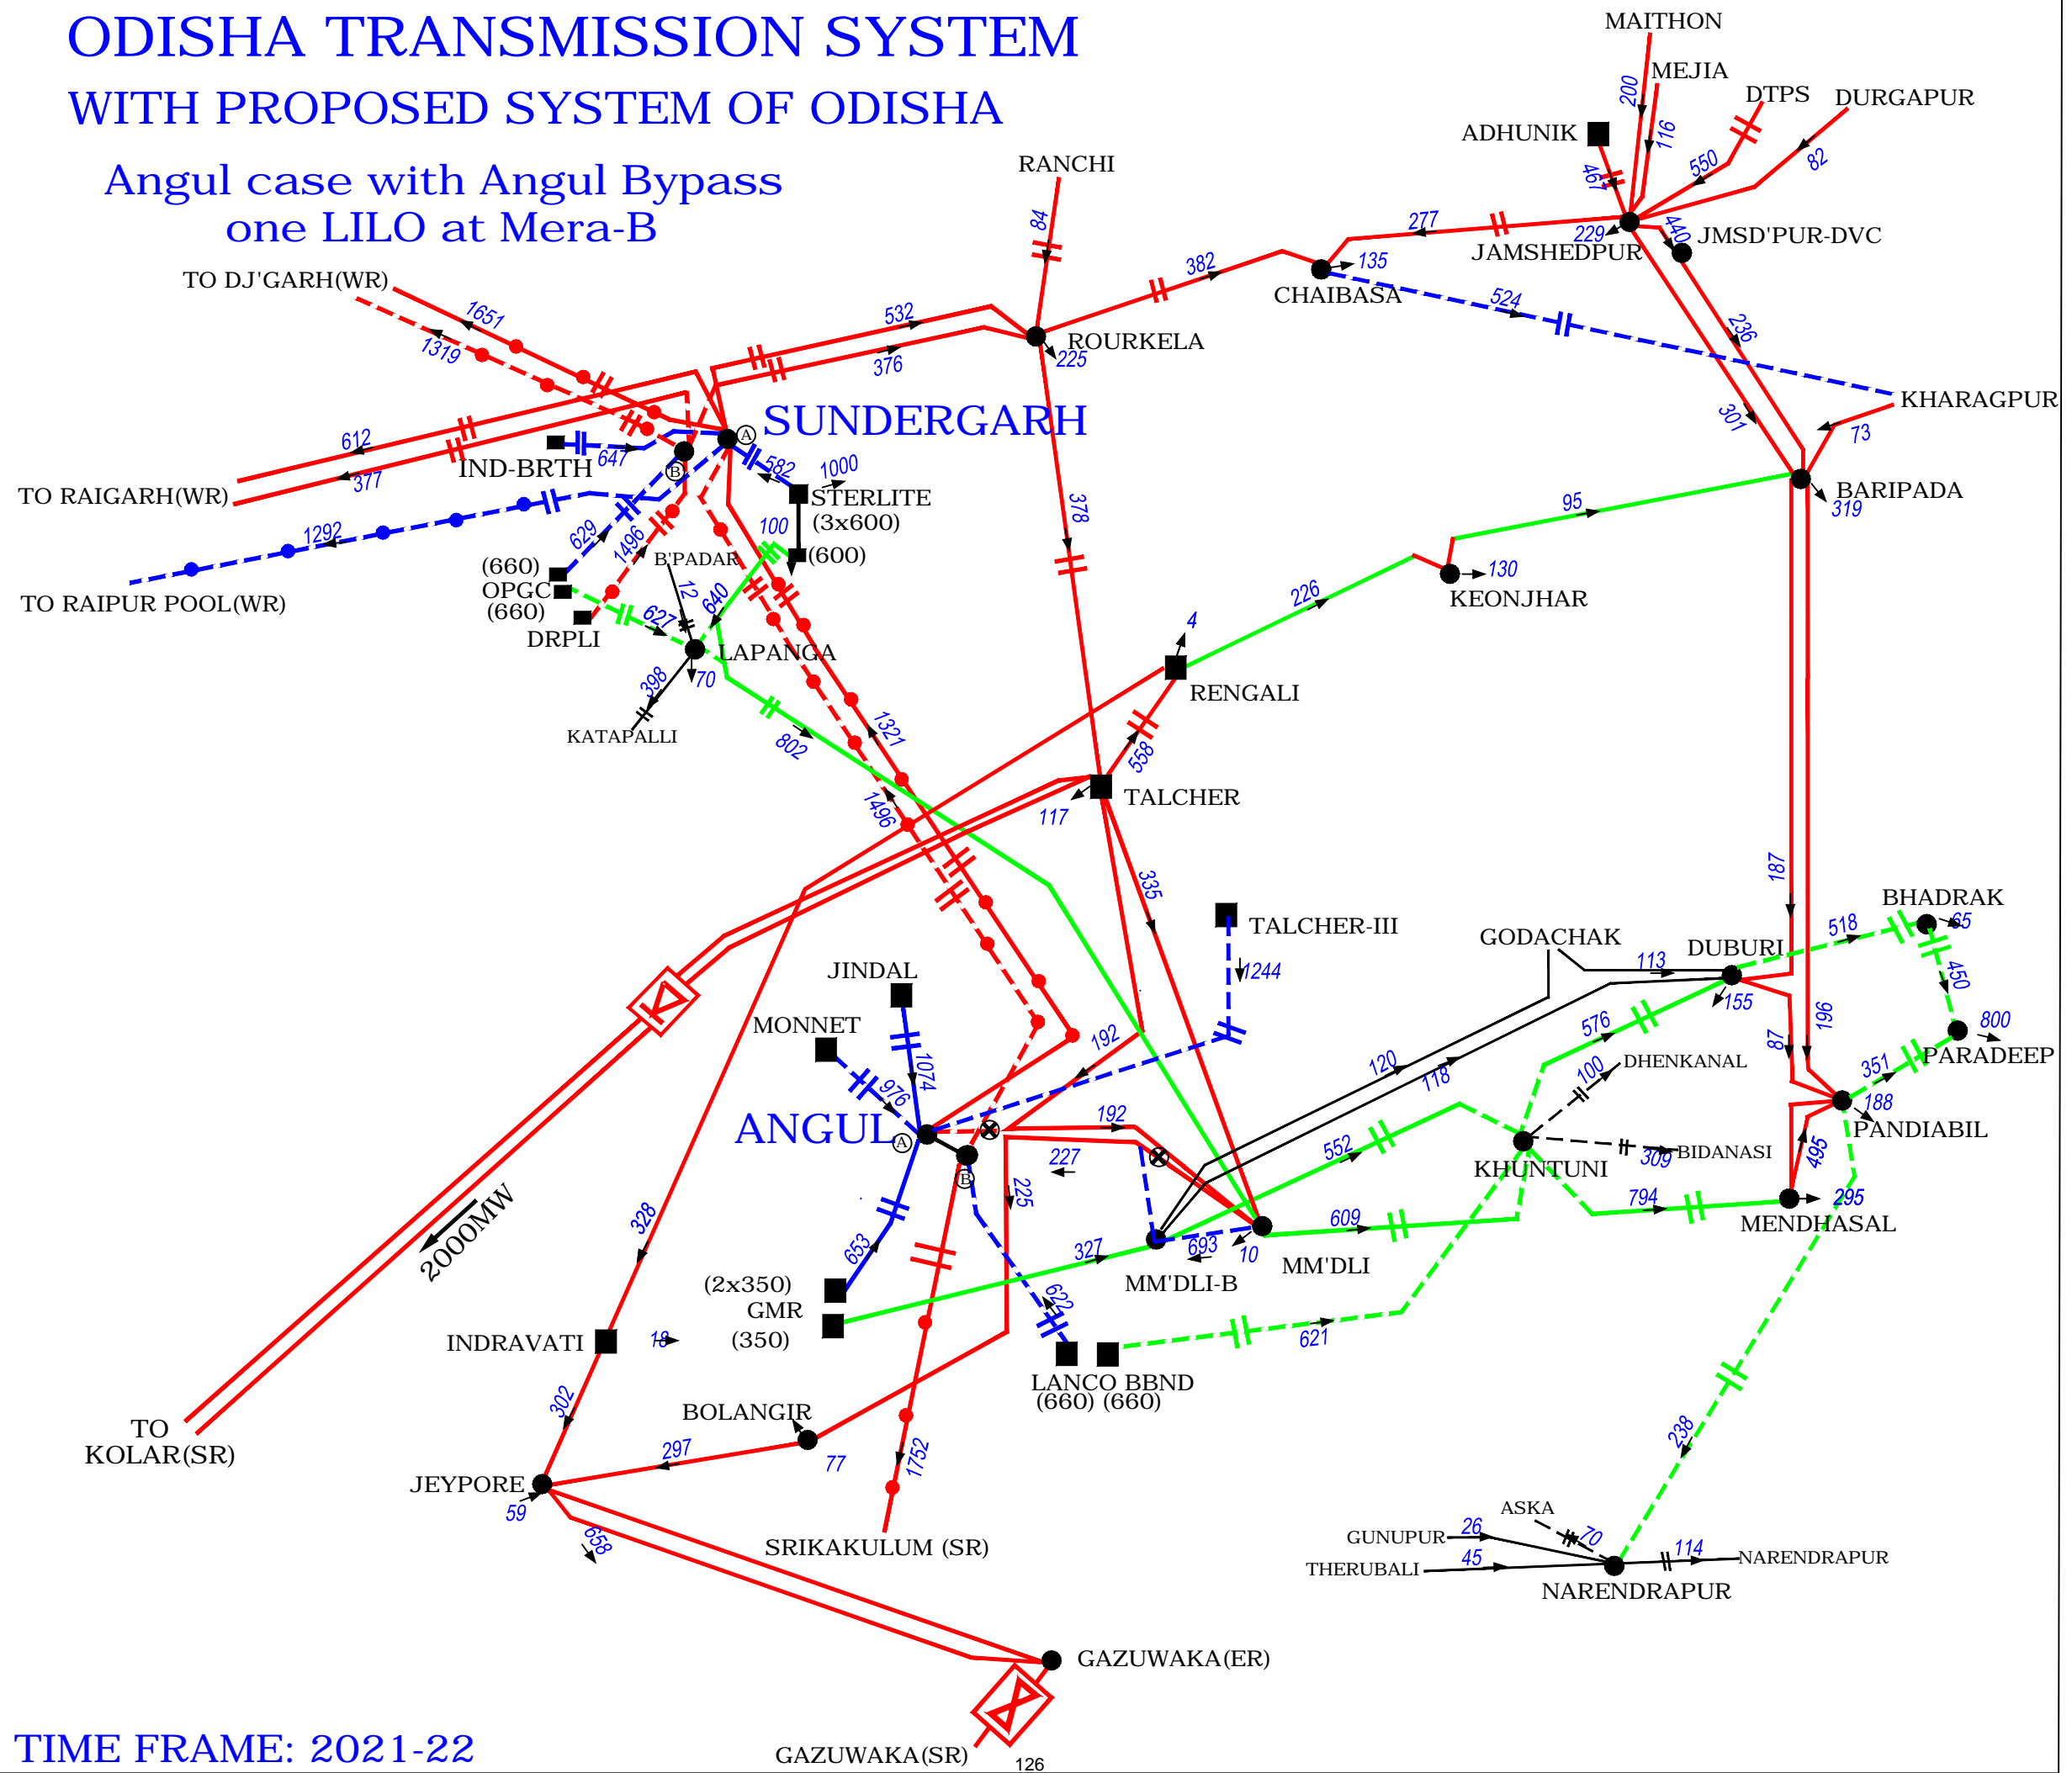 ODISHA TRANSMISSION SYSTEM
WITH PROPOSED SYSTEM OF ODISHA
Angul case with Angul Bypass
one LILO at Mera-B
MAITHON
MEJIA
DTPS
DURGAPUR
ADHUNIK
RANCHI
200
116
550
82
467
84
277
229
440
JMSD'PUR-DVC
JAMSHEDPUR
382
135
CHAIBASA
524
236
TO DJ'GARH(WR)
1651
1319
532
376
ROURKELA
225
KHARAGPUR
301
73
SUNDERGARH
A
612
647
IND-BRTH
B
582
1000
377
TO RAIGARH(WR)
STERLITE
(3x600)
378
BARIPADA
319
95
1292
629
1496
100
B'PADAR
(600)
(660)
OPGC
(660)
TO RAIPUR POOL(WR)
12
640
627
DRPLI
130
KEONJHAR
226
4
LAPANGA
398
70
RENGALI
KATAPALLI
802
1321
558
1496
TALCHER
117
335
187
BHADRAK
TALCHER-III
GODACHAK
DUBURI
518
65
JINDAL
1244
113
450
155
MONNET
192
576
87
196
800
PARADEEP
1074
976
120
118
100
DHENKANAL
351
188
ANGUL
A
192
PANDIABIL
552
495
BIDANASI
309
KHUNTUNI
227
B
225
2000MW
328
794
295
MENDHASAL
609
653
327
693
10
MM'DLI
MM'DLI-B
(2x350)
GMR
(350)
622
621
INDRAVATI
18
LANCO BBND
(660) (660)
302
BOLANGIR
TO
KOLAR(SR)
297
77
1752
238
JEYPORE
59
658
SRIKAKULUM (SR)
ASKA
GUNUPUR
26
70
THERUBALI
45
114
NARENDRAPUR
NARENDRAPUR
GAZUWAKA(ER)
TIME FRAME: 2021-22
GAZUWAKA(SR)
126